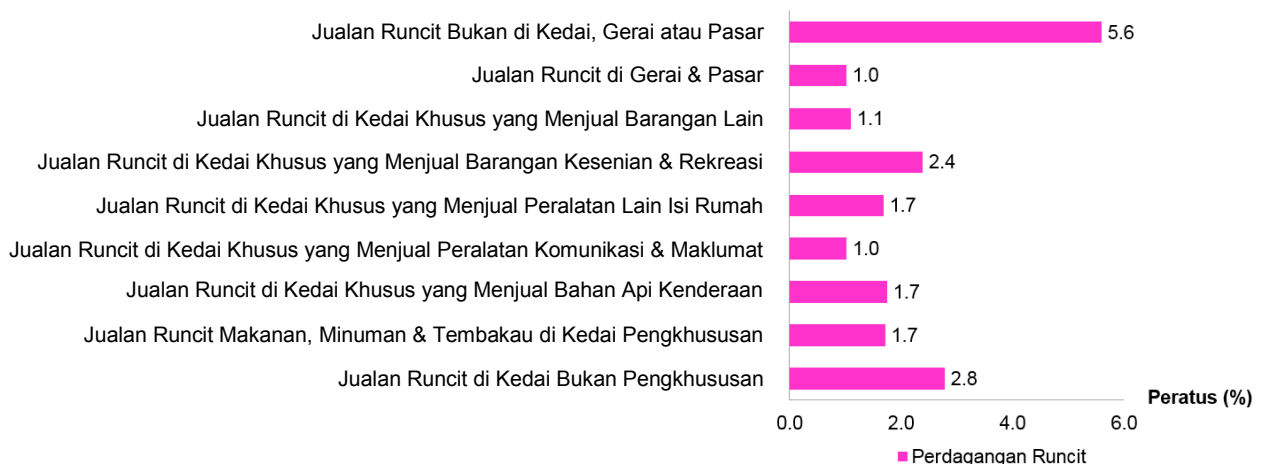 Jualan Runcit Bukan di Kedai, Gerai atau Pasar
5.6
Jualan Runcit di Gerai & Pasar
1.0
Jualan Runcit di Kedai Khusus yang Menjual Barangan Lain
1.1
Jualan Runcit di Kedai Khusus yang Menjual Barangan Kesenian & Rekreasi
2.4
Jualan Runcit di Kedai Khusus yang Menjual Peralatan Lain Isi Rumah
1.7
Jualan Runcit di Kedai Khusus yang Menjual Peralatan Komunikasi & Maklumat
1.0
Jualan Runcit di Kedai Khusus yang Menjual Bahan Api Kenderaan
1.7
Jualan Runcit Makanan, Minuman & Tembakau di Kedai Pengkhususan
1.7
Jualan Runcit di Kedai Bukan Pengkhususan
2.8
Peratus (%)
0.0 2.0 4.0 6.0
Perdagangan Runcit